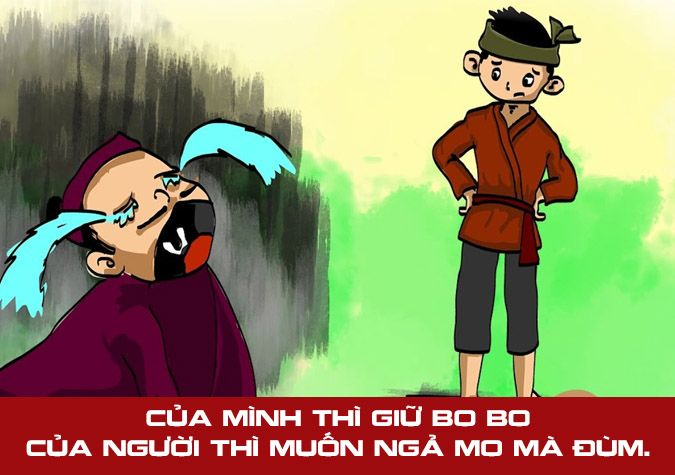 CỦA MÌNH THÌ GIỮ BO BO
CỦA NGƯỜI THÌ MUỐN NGẢ MO MÀ ĐÙM.